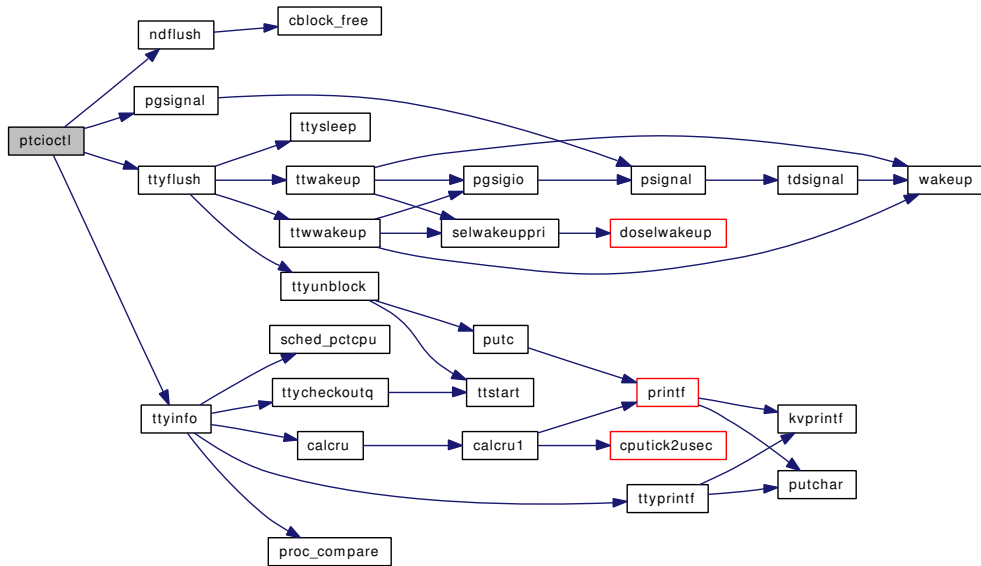 cblock_free
ndflush
pgsignal
ttysleep
ptcioctl
ttyflush
ttwakeup
pgsigio
psignal
tdsignal
wakeup
ttwwakeup
selwakeuppri
doselwakeup
ttyunblock
sched_pctcpu
putc
ttycheckoutq
ttstart
printf
ttyinfo
kvprintf
calcru
calcru1
cputick2usec
putchar
ttyprintf
proc_compare